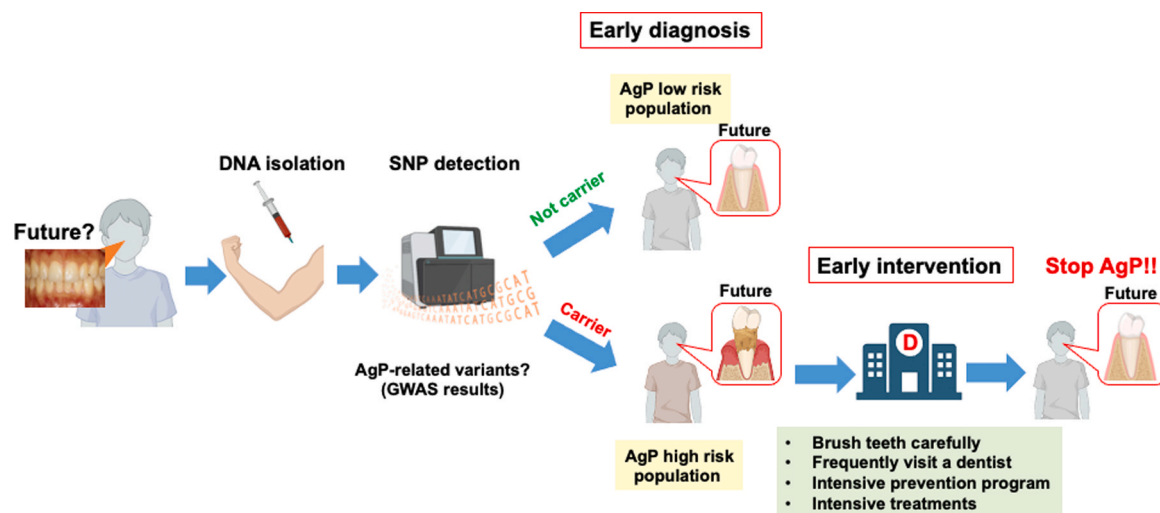 Early diagnosis
AgP low risk
population
Future
DNA isolation
SNP detection
Not carrier
Future?
Early intervention
Stop AgP!!
Future
Future
Carrier
D
AgP-related variants?
(GWAS results)
AgP high risk
population
• Brush teeth carefully
• Frequently visit a dentist
• Intensive prevention program
• Intensive treatments